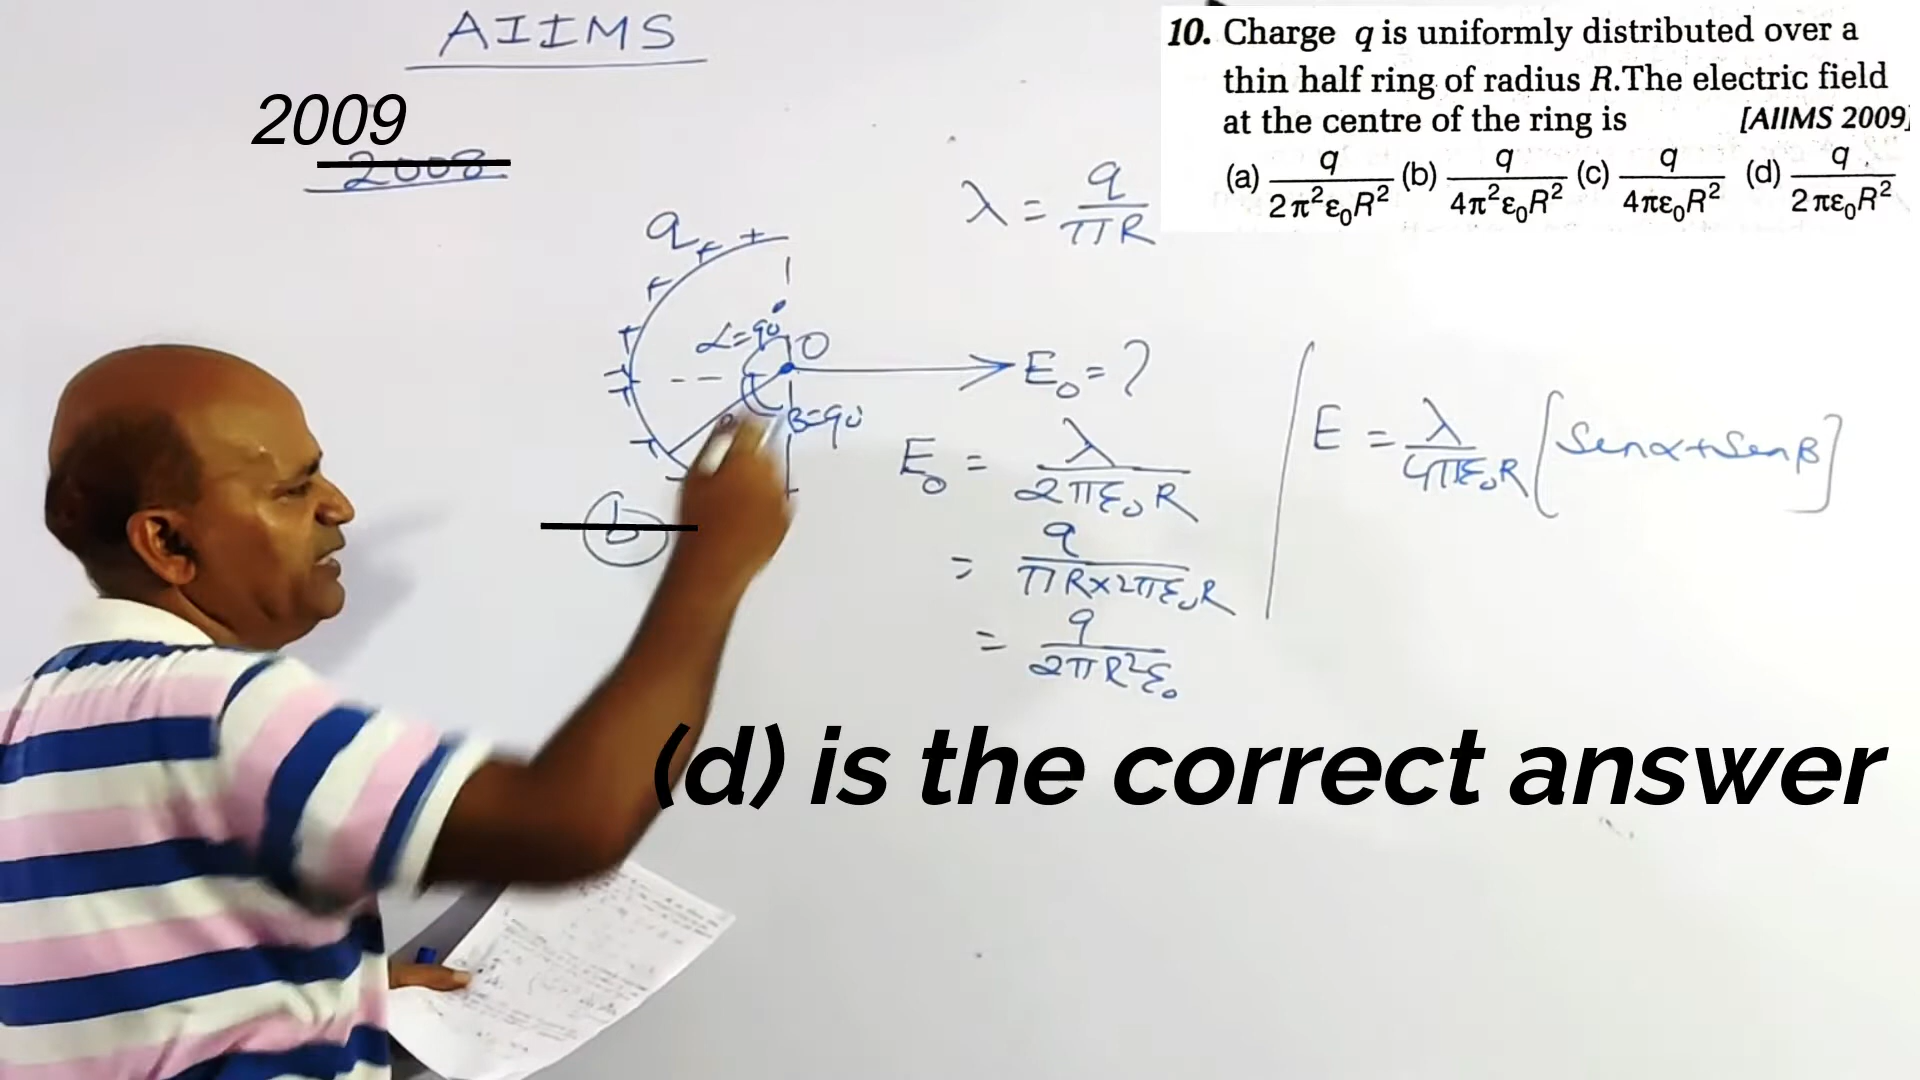 AIIMS
2009
2008
10. Charge q is uniformly distributed over a
thin half ring of radius R.The electric field
at the centre of the ring is [AIIMS 2009]
(a) q/2π²ε₀R² (b) q/4π²ε₀R² (c) q/4πε₀R² (d) q/2πε₀R²
λ = q/πR
q
α=90°
O
β=90°
E₀ = ?
E₀ = λ/2πε₀R
= q/πR×2πε₀R
= q/2πR²ε₀
E = λ/4πε₀R [Sinα+Sinβ]
b
(d) is the correct answer